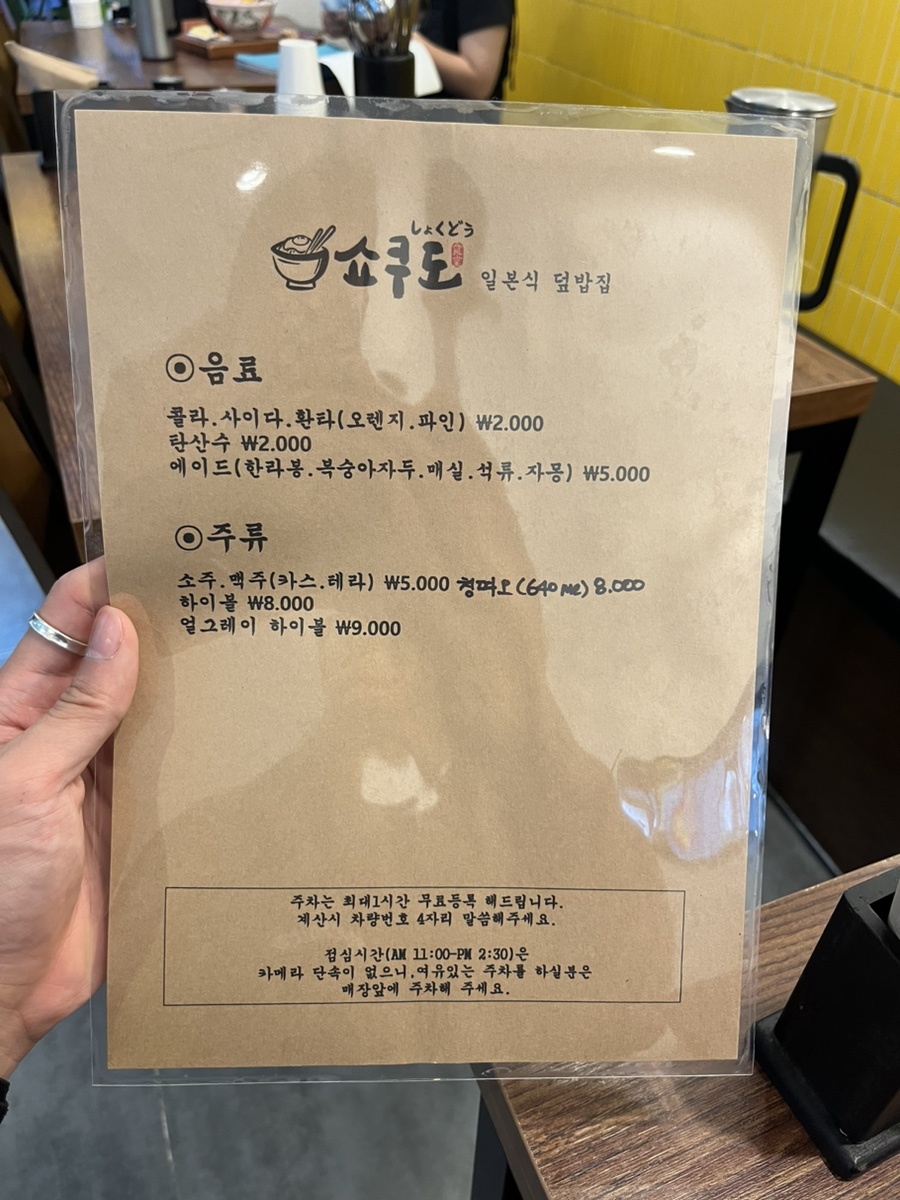 しょくどう
쇼쿠도 일본식 덮밥집
음료
콜라.사이다.환타(오렌지.파인) ₩2.000
탄산수 ₩2.000
에이드(한라봉.복숭아자두.매실.석류.자몽) ₩5.000
주류
소주.맥주(카스.테라) ₩5.000 청명오(640ml) 8.000
하이볼 ₩8.000
얼그레이 하이볼 ₩9.000
주차는 최대1시간 무료등록 해드립니다.
계산시 차량번호 4자리 말씀해주세요.
점심시간(AM 11:00-PM 2:30)은
카메라 단속이 없으니,여유있는 주차를 하실분은
매장앞에 주차해 주세요.